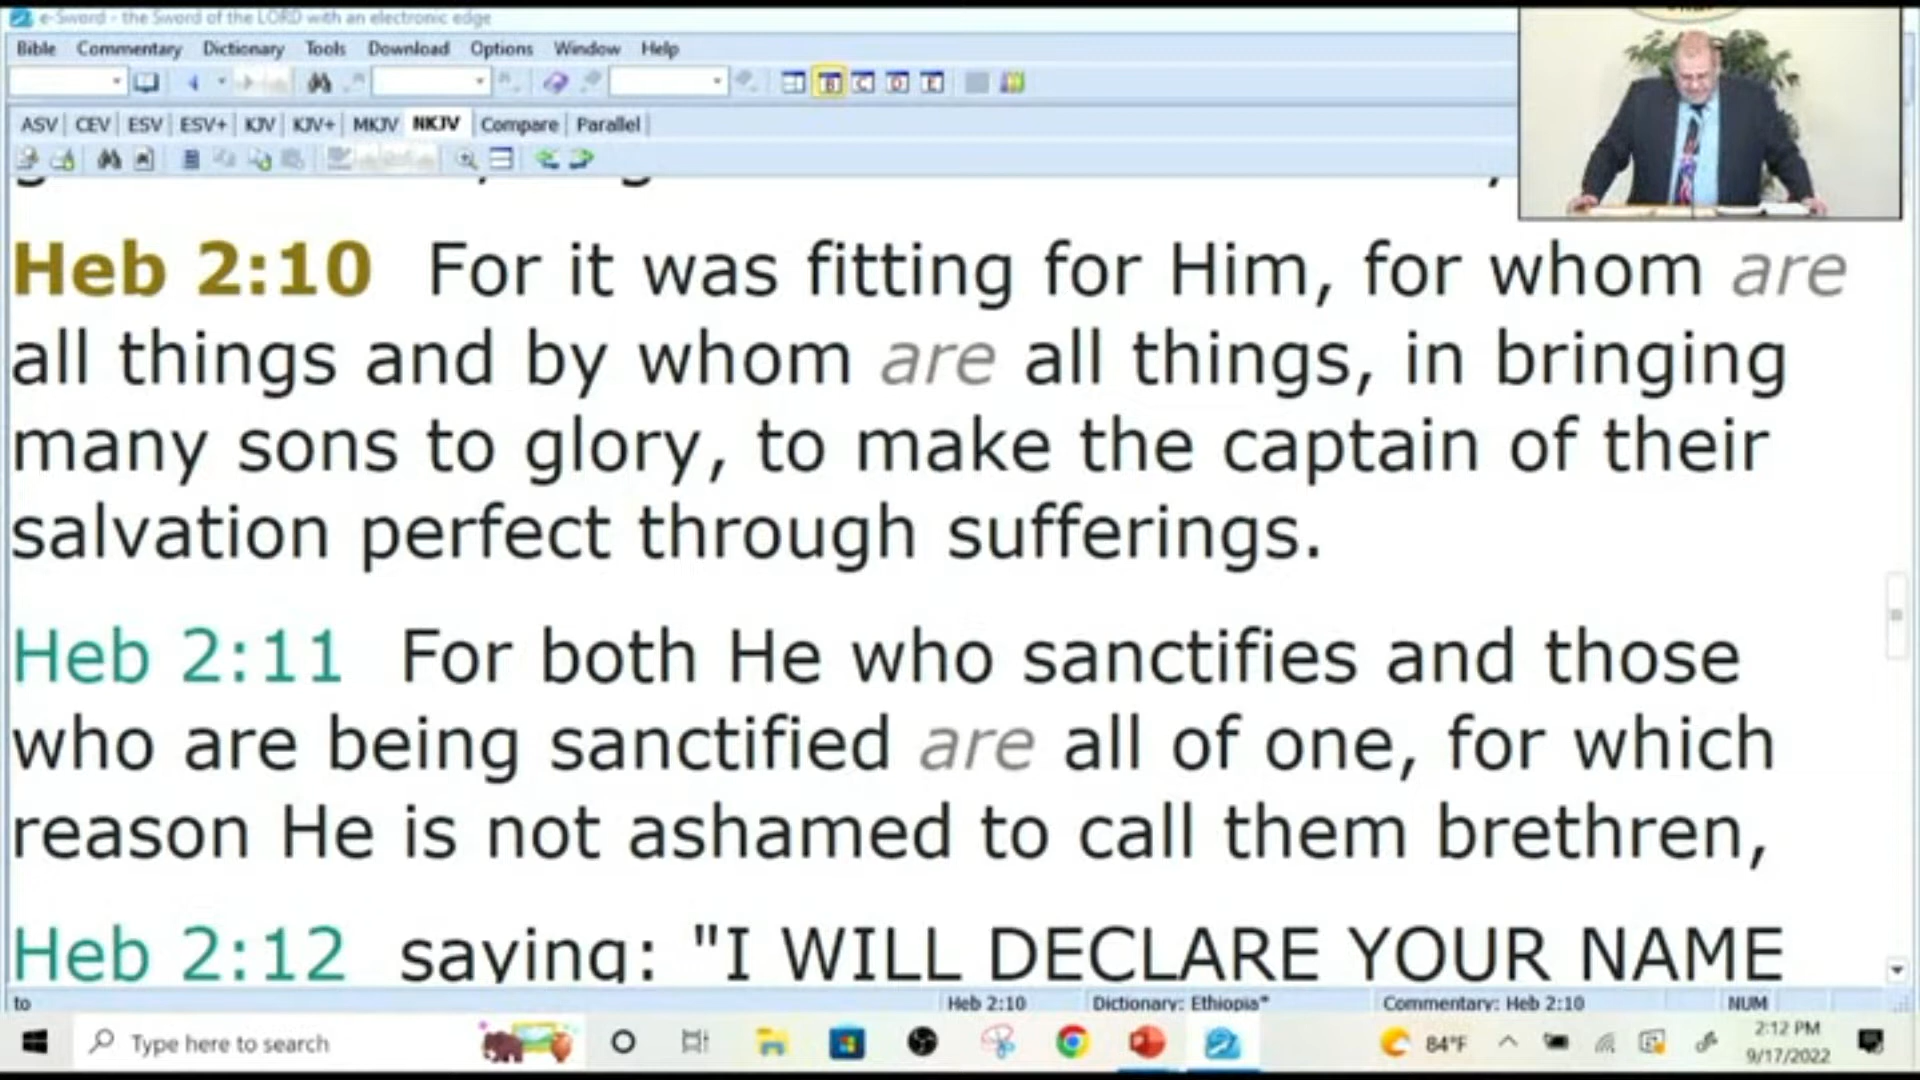 e-Sword - the Sword of the LORD with an electronic edge
Bible Commentary Dictionary Tools Download Options Window Help
B C D E
ASV CEV ESV ESV+ KJV KJV+ MKJV NKJV Compare Parallel
Heb 2:10 For it was fitting for Him, for whom are
all things and by whom are all things, in bringing
many sons to glory, to make the captain of their
salvation perfect through sufferings.
Heb 2:11 For both He who sanctifies and those
who are being sanctified are all of one, for which
reason He is not ashamed to call them brethren,
Heb 2:12 saying: "I WILL DECLARE YOUR NAME
to Heb 2:10 Dictionary: Ethiopia* Commentary: Heb 2:10 NUM
Type here to search 84°F 2:12 PM
9/17/2022